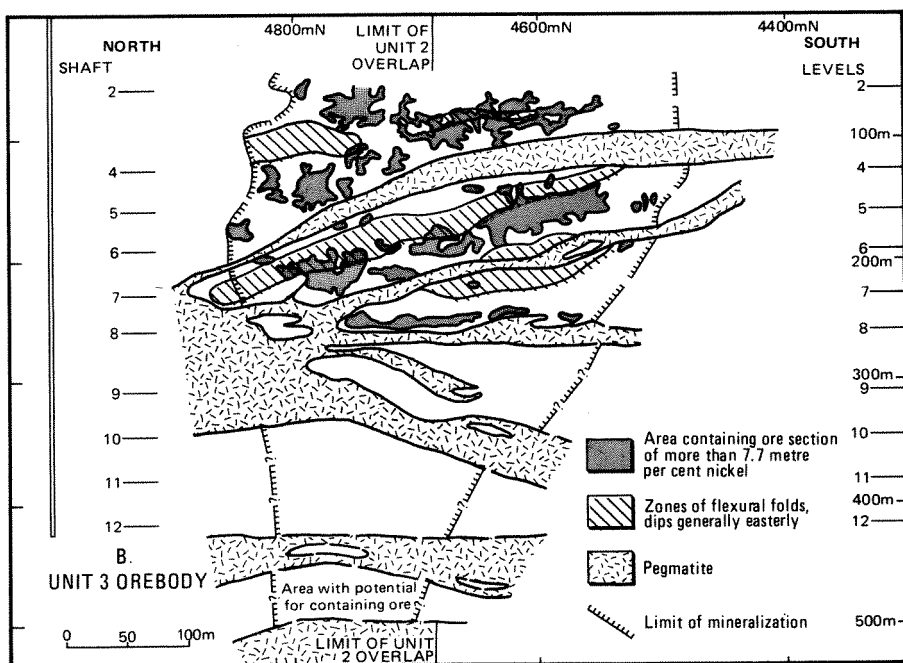 4800mN
4600mN
4400mN
NORTH
LIMIT OF
UNIT 2
OVERLAP
SOUTH
SHAFT
LEVELS
2
2
100m
4
4
5
5
6
6
200m
7
7
8
8
300m
9
9
10
10
11
11
400m
12
12
500m
Area containing ore section
of more than 7.7 metre
per cent nickel
Zones of flexural folds,
dips generally easterly
Pegmatite
Limit of mineralization
B.
UNIT 3 OREBODY
Area with potential
for containing ore
?
?
?
?
?
?
0 50 100m
LIMIT OF UNIT
2 OVERLAP